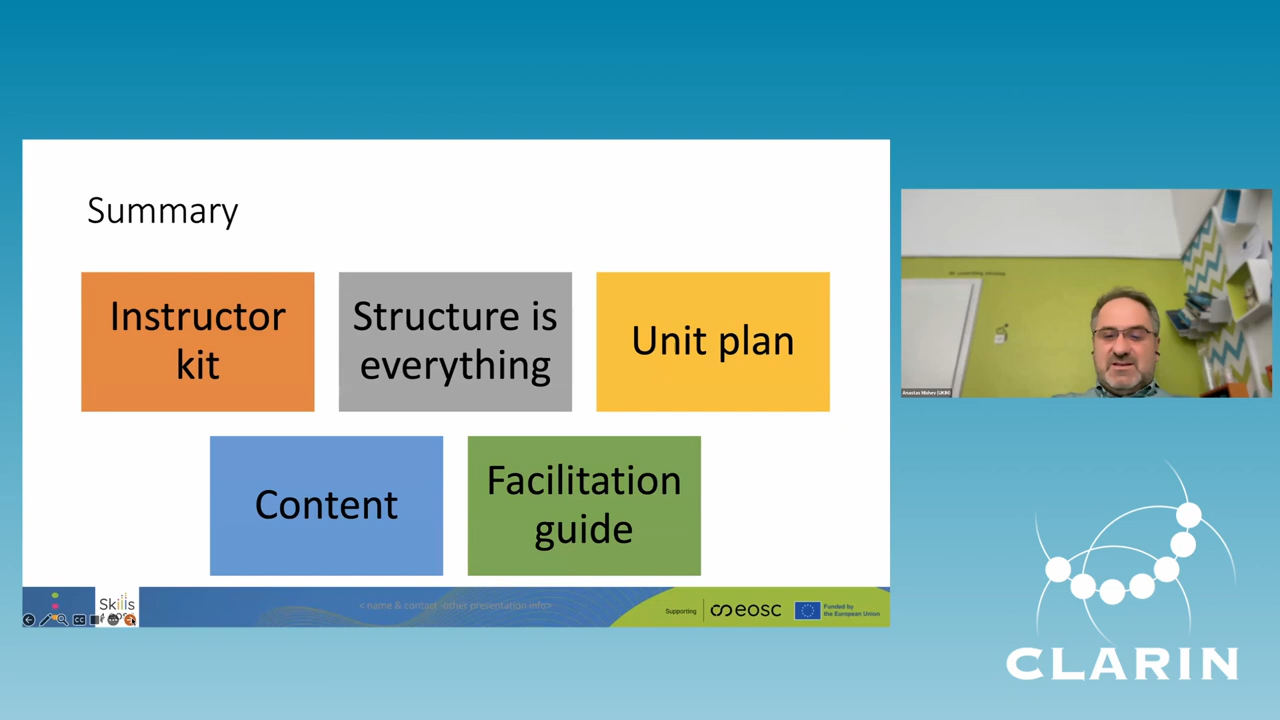 Summary
Instructor
kit
Structure is
everything
Unit plan
Content
Facilitation
guide
Skills
< name & contact -other presentation info>
Supporting
eosc
Funded by
the European Union
CLARIN